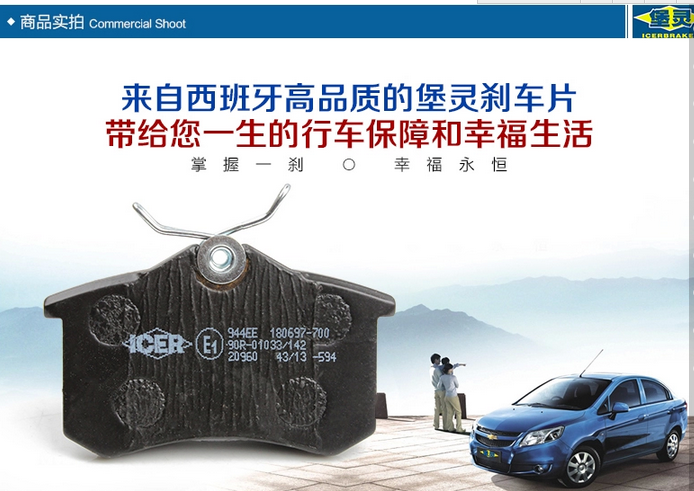 商品实拍 Commercial Shoot
堡灵
ICERBRAKE
来自西班牙高品质的堡灵刹车片
带给您一生的行车保障和幸福生活
掌握一刹 ○ 幸福永恒
ICER E1 944EE 180697-700
90R-01033/142
20960 43/13 -594